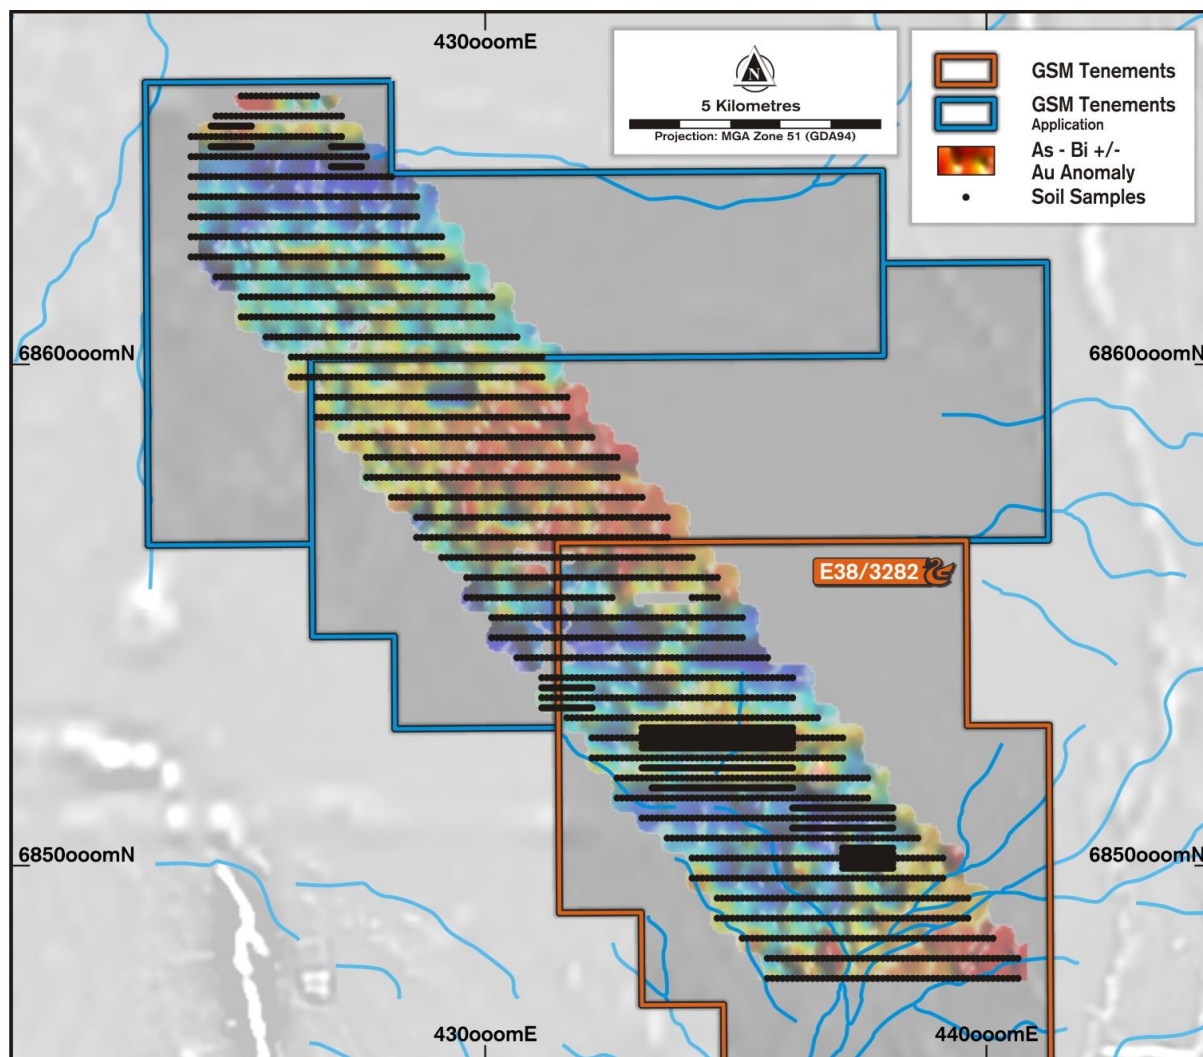 430000mE
N
5 Kilometres
Projection: MGA Zone 51 (GDA94)
GSM Tenements
GSM Tenements
Application
As - Bi +/-
Au Anomaly
Soil Samples
6860000mN
6860000mN
E38/3282
6850000mN
6850000mN
430000mE
440000mE